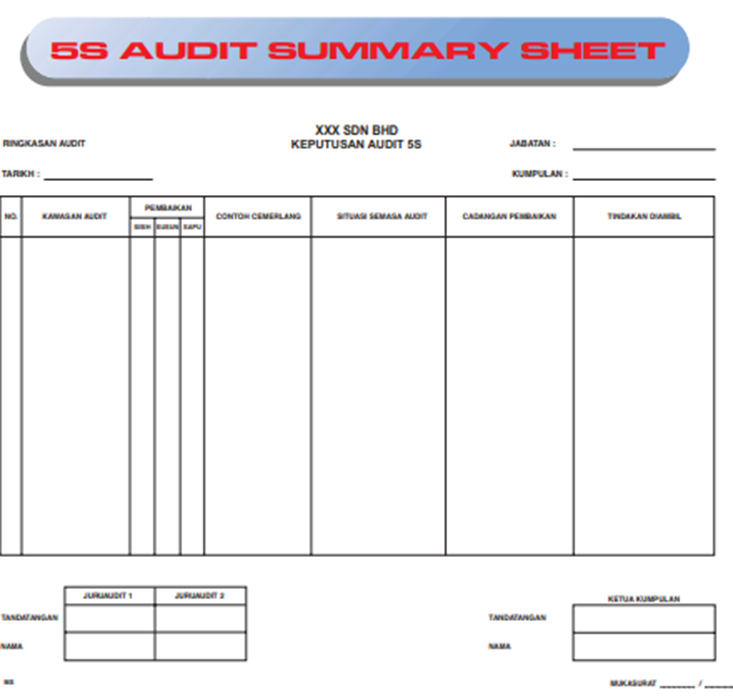 5S AUDIT SUMMARY SHEET
XXX SDN BHD
RINGKASAN AUDIT
KEPUTUSAN AUDIT 5S
JABATAN :
TARIKH :
KUMPULAN :
NO.
KAWASAN AUDIT
PEMBAIKAN
SISIH SUSUN SAPU
CONTOH CEMERLANG
SITUASI SEMASA AUDIT
CADANGAN PEMBAIKAN
TINDAKAN DIAMBIL
JURUAUDIT 1 JURUAUDIT 2
TANDATANGAN
NAMA
KETUA KUMPULAN
TANDATANGAN
NAMA
MUKASURAT ______ / ______